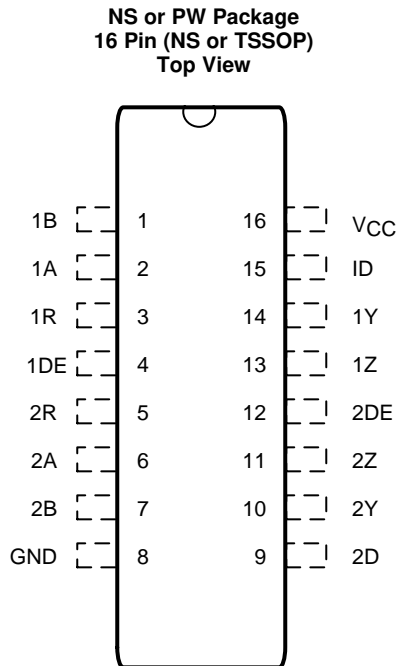 NS or PW Package
16 Pin (NS or TSSOP)
Top View
1B 1 16 VCC
1A 2 15 ID
1R 3 14 1Y
1DE 4 13 1Z
2R 5 12 2DE
2A 6 11 2Z
2B 7 10 2Y
GND 8 9 2D